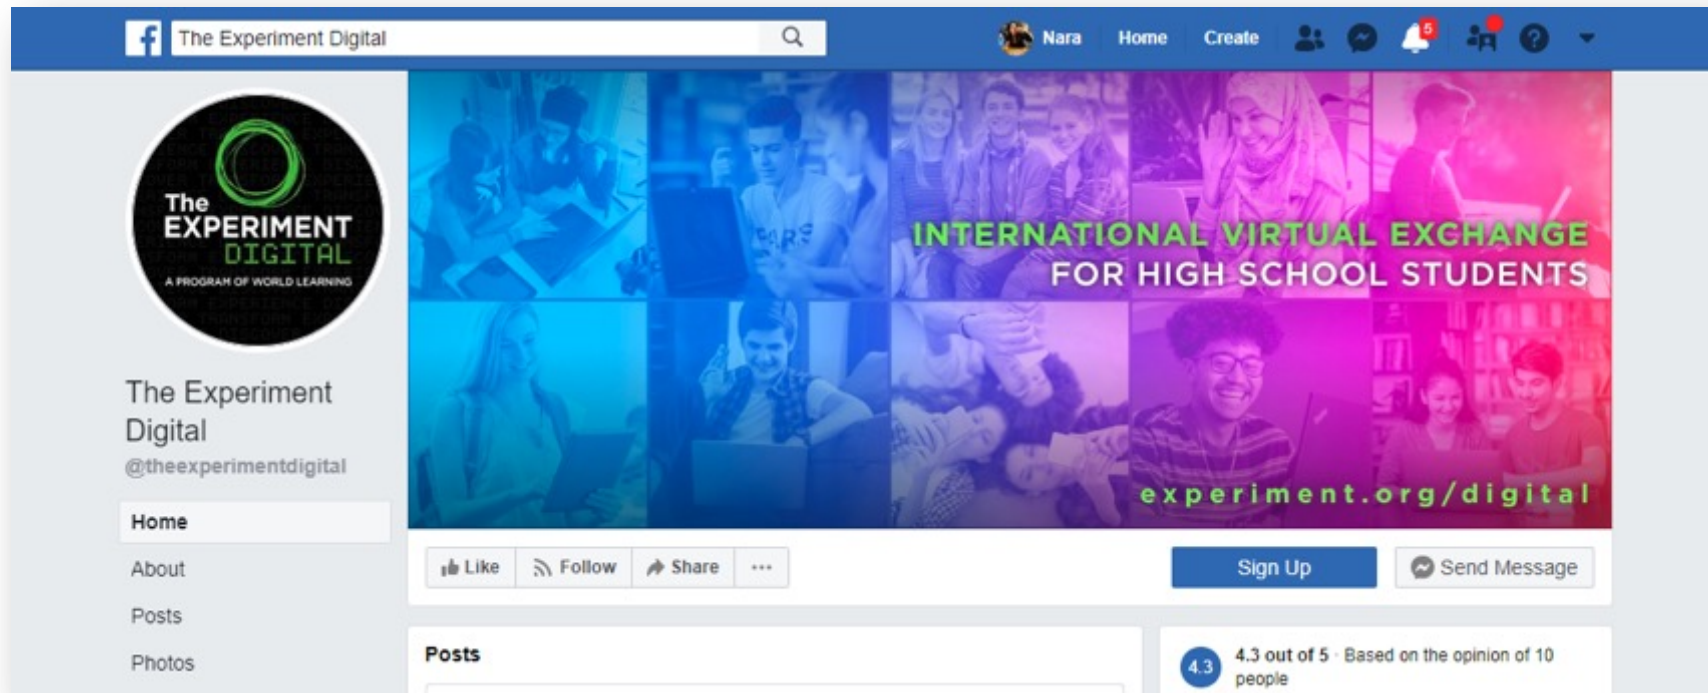 The Experiment Digital
Nara Home Create 5
The
EXPERIMENT
DIGITAL
A PROGRAM OF WORLD LEARNING
INTERNATIONAL VIRTUAL EXCHANGE
FOR HIGH SCHOOL STUDENTS
experiment.org/digital
The Experiment
Digital
@theexperimentdigital
Home
About
Posts
Photos
Like Follow Share ...
Sign Up Send Message
Posts
4.3 4.3 out of 5 · Based on the opinion of 10
people